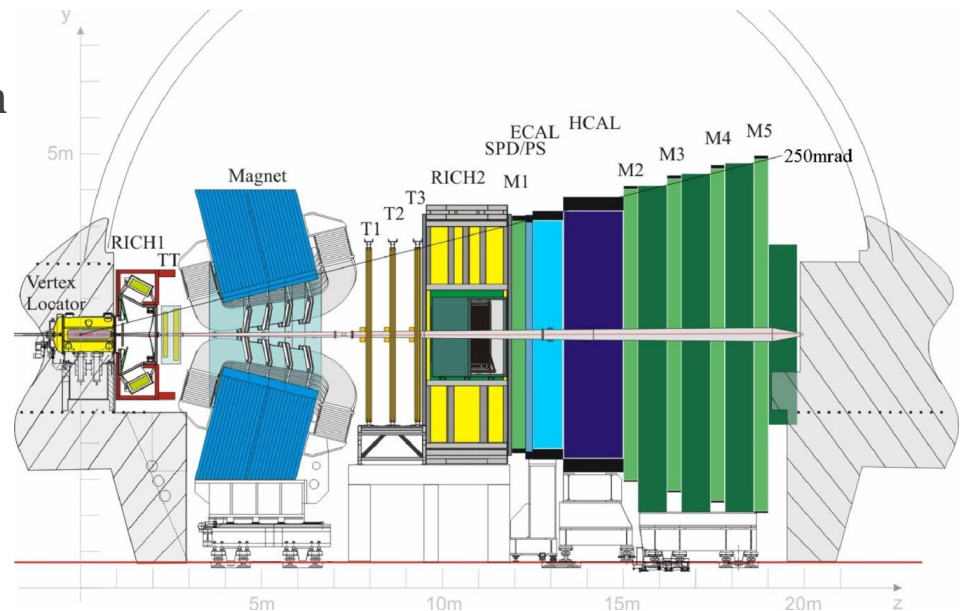 y
n
5m
ECAL
HCAL
SPD/PS
M5
M4
M3
M2
250mrad
Magnet
RICH2
M1
T3
T2
T1
RICH1
TT
Vertex
Locator
5m
10m
15m
20m
z